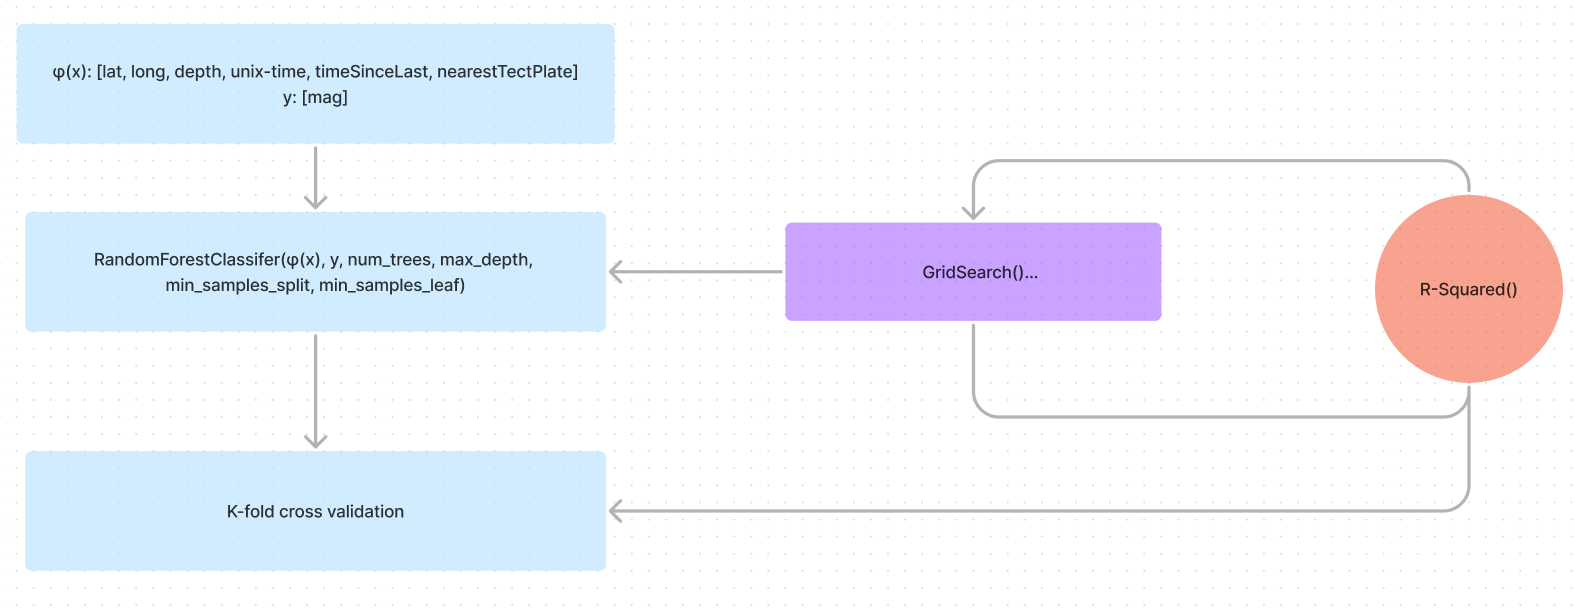 φ(x): [lat, long, depth, unix-time, timeSinceLast, nearestTectPlate]
y: [mag]
RandomForestClassifer(φ(x), y, num_trees, max_depth,
min_samples_split, min_samples_leaf)
GridSearch()...
R-Squared()
K-fold cross validation